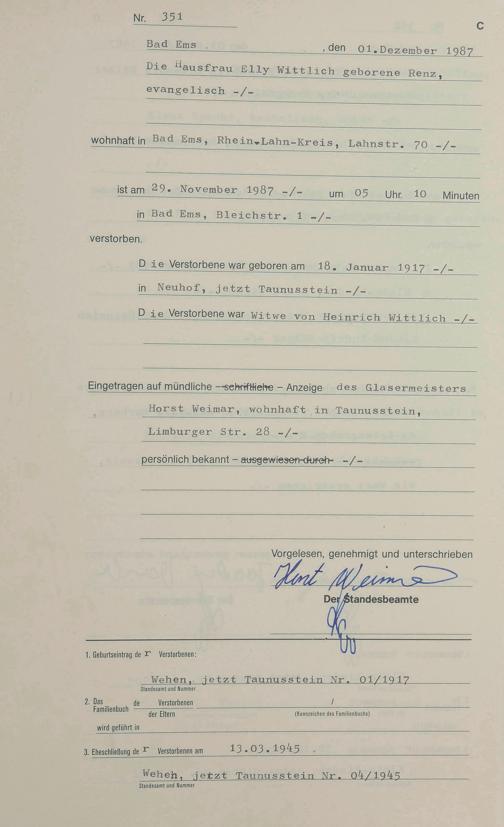 Nr. 351
C
Bad Ems , den 01.Dezember 1987
Die Hausfrau Elly Wittlich geborene Renz,
evangelisch -/-
wohnhaft in Bad Ems, Rhein-Lahn-Kreis, Lahnstr. 70 -/-
ist am 29. November 1987 -/- um 05 Uhr 10 Minuten
in Bad Ems, Bleichstr. 1 -/-
verstorben.
D ie Verstorbene war geboren am 18. Januar 1917 -/-
in Neuhof, jetzt Taunusstein -/-
D ie Verstorbene war Witwe von Heinrich Wittlich -/-
Eingetragen auf mündliche – schriftliche – Anzeige des Glasermeisters
Horst Weimar, wohnhaft in Taunusstein,
Limburger Str. 28 -/-
persönlich bekannt – ausgewiesen durch -/-
Vorgelesen, genehmigt und unterschrieben
Horst Weimar
Der Standesbeamte
1. Geburtseintrag de r Verstorbenen:
Wehen, jetzt Taunusstein Nr. 01/1917
Standesamt und Nummer
2. Das Familienbuch de Verstorbenen /
der Eltern (Kennzeichen des Familienbuchs)
wird geführt in
3. Eheschließung de r Verstorbenen am 13.03.1945 .
Wehen, jetzt Taunusstein Nr. 04/1945
Standesamt und Nummer